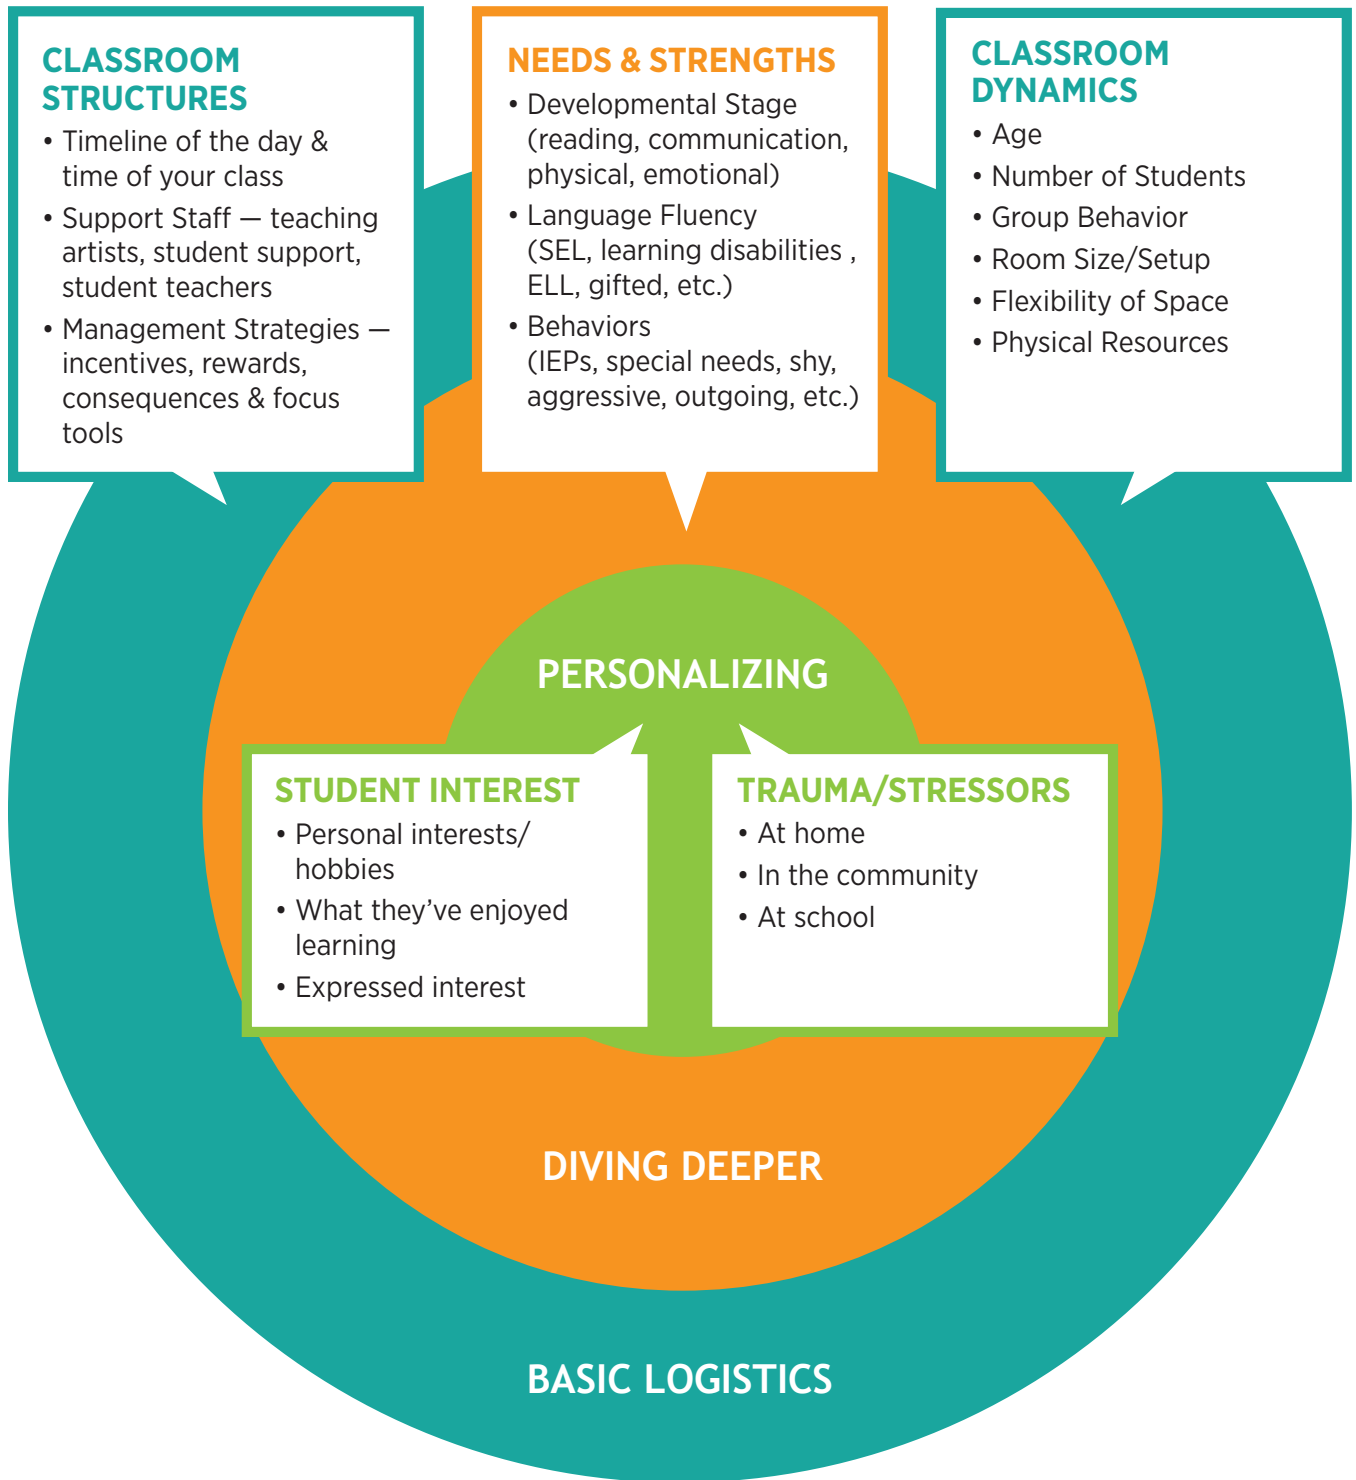 CLASSROOM
STRUCTURES
• Timeline of the day &
time of your class
• Support Staff — teaching
artists, student support,
student teachers
• Management Strategies —
incentives, rewards,
consequences & focus
tools
NEEDS & STRENGTHS
• Developmental Stage
(reading, communication,
physical, emotional)
• Language Fluency
(SEL, learning disabilities ,
ELL, gifted, etc.)
• Behaviors
(IEPs, special needs, shy,
aggressive, outgoing, etc.)
CLASSROOM
DYNAMICS
• Age
• Number of Students
• Group Behavior
• Room Size/Setup
• Flexibility of Space
• Physical Resources
PERSONALIZING
STUDENT INTEREST
• Personal interests/
hobbies
• What they’ve enjoyed
learning
• Expressed interest
TRAUMA/STRESSORS
• At home
• In the community
• At school
DIVING DEEPER
BASIC LOGISTICS